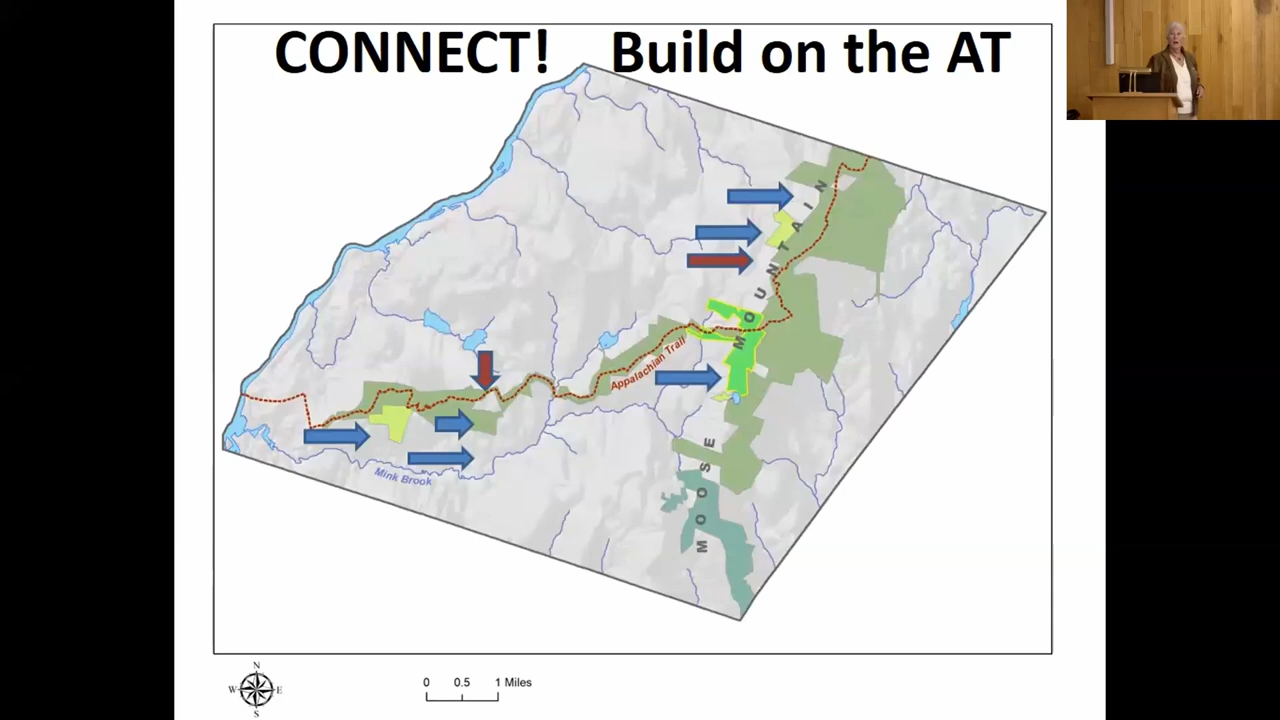 CONNECT! Build on the AT
MOUNTAIN
Appalachian Trail
MOOSE
Mink Brook
N
W E
S
0 0.5 1 Miles